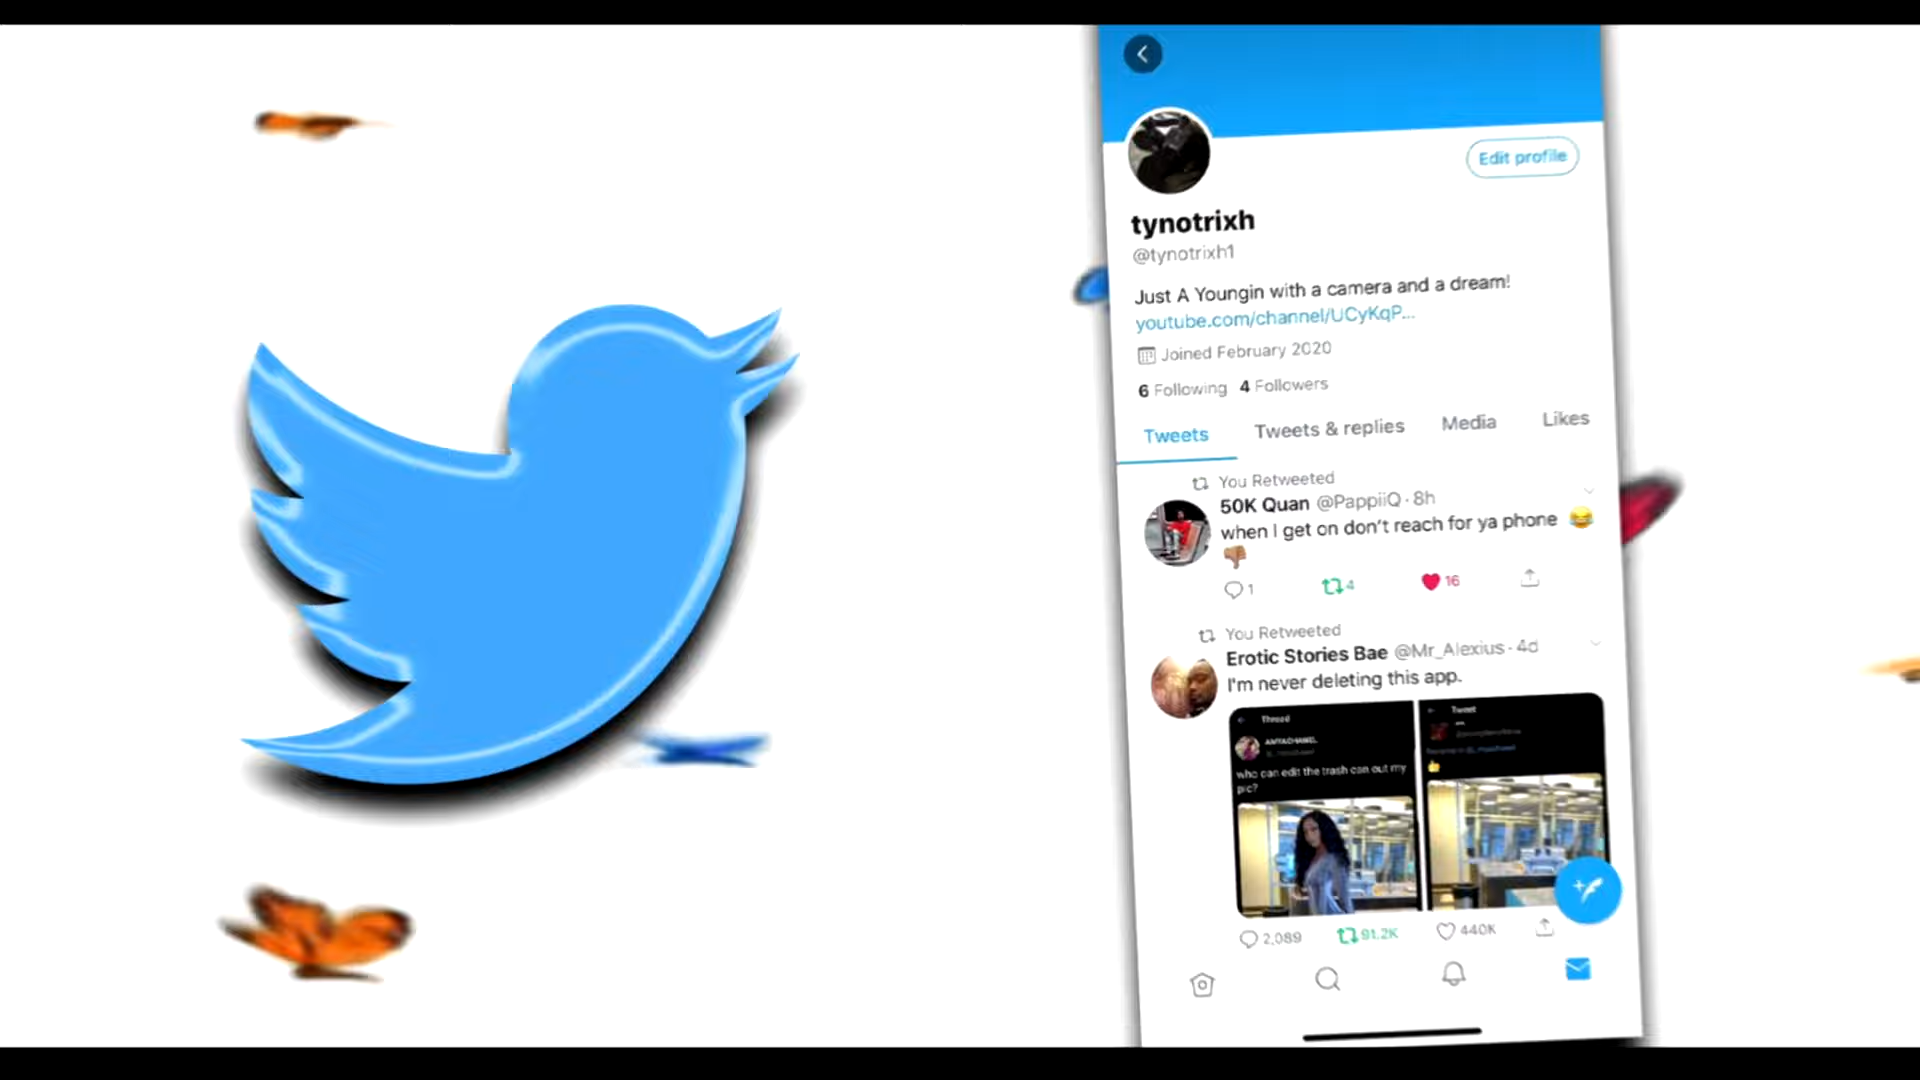 Edit profile
tynotrixh
@tynotrixh1
Just A Youngin with a camera and a dream!
youtube.com/channel/UCyKqP...
Joined February 2020
6 Following 4 Followers
Tweets Tweets & replies Media Likes
You Retweeted
50K Quan @PappiiQ · 8h
when I get on don't reach for ya phone 😂
👎🏽
1 4 16
You Retweeted
Erotic Stories Bae @Mr_Alexius · 4d
I'm never deleting this app.
Thread
Tweet
who can edit the trash can out my
pic?
2,089 91.2K 440K